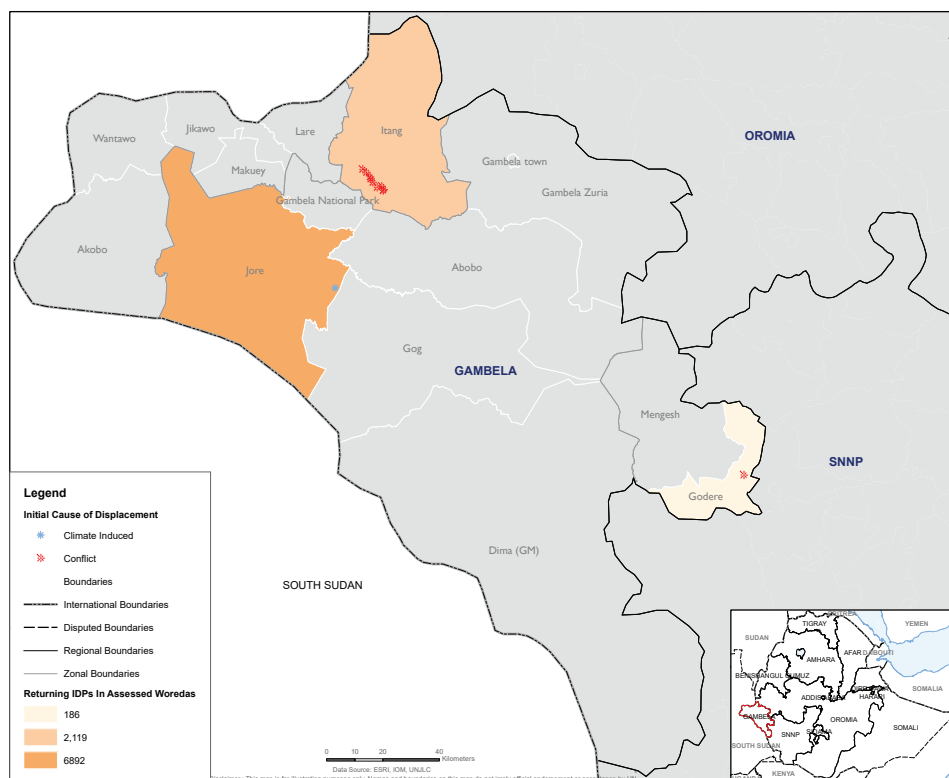 OROMIA
Itang
Lare
Jikawo
Wantawo
Makuey
Gambela town
Gambela Zuria
Gambela National Park
Akobo
Jore
Abobo
Gog
GAMBELA
Mengesh
SNNP
Godere
Dima (GM)
SOUTH SUDAN
Legend
Initial Cause of Displacement
Climate Induced
Conflict
Boundaries
International Boundaries
Disputed Boundaries
Regional Boundaries
Zonal Boundaries
Returning IDPs In Assessed Woredas
186
2,119
6892
0 10 20 40
Kilometers
Data Source: ESRI, IOM, UNJLC
ERITREA
YEMEN
TIGRAY
SUDAN
AFAR
DJIBOUTI
AMHARA
BENISHANGUL GUMUZ
SOMALIA
HARARI
GAMBELA
OROMIA
SOMALI
SNNP
SIDAMA
SOUTH SUDAN
KENYA